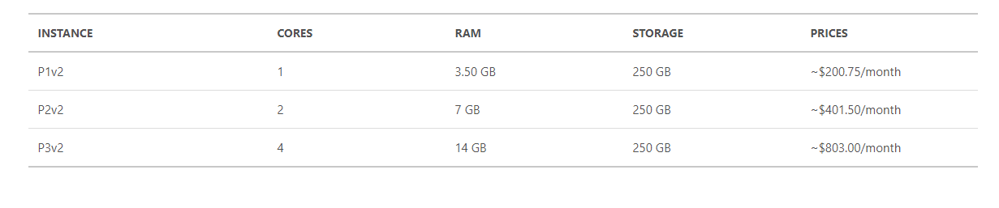 INSTANCE CORES RAM STORAGE PRICES
P1v2 1 3.50 GB 250 GB ~$200.75/month
P2v2 2 7 GB 250 GB ~$401.50/month
P3v2 4 14 GB 250 GB ~$803.00/month